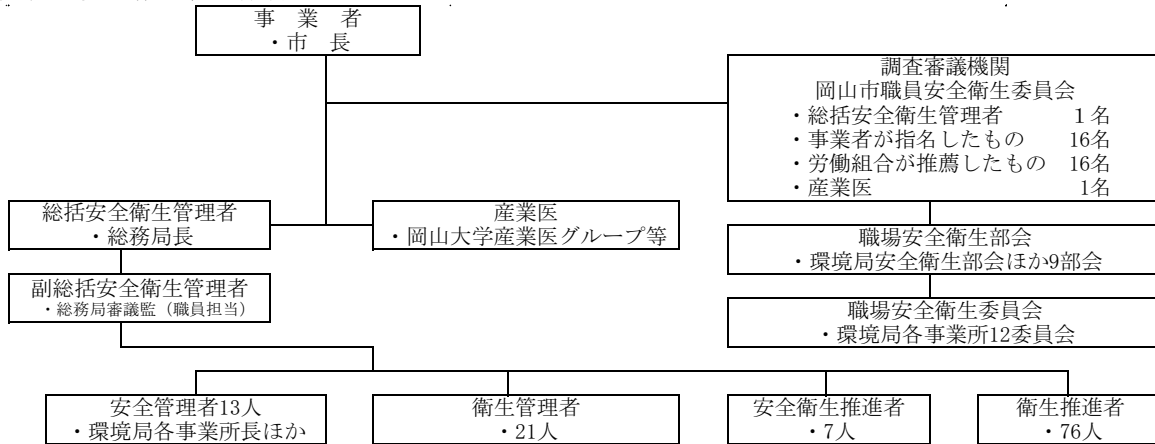 事　業　者
・市　長
調査審議機関
岡山市職員安全衛生委員会
・総括安全衛生管理者　1名
・事業者が指名したもの　16名
・労働組合が推薦したもの　16名
・産業医　1名
総括安全衛生管理者
・総務局長
産業医
・岡山大学産業医グループ等
職場安全衛生部会
・環境局安全衛生部会ほか9部会
副総括安全衛生管理者
・総務局審議監（職員担当）
職場安全衛生委員会
・環境局各事業所12委員会
安全管理者13人
・環境局各事業所長ほか
衛生管理者
・21人
安全衛生推進者
・7人
衛生推進者
・76人